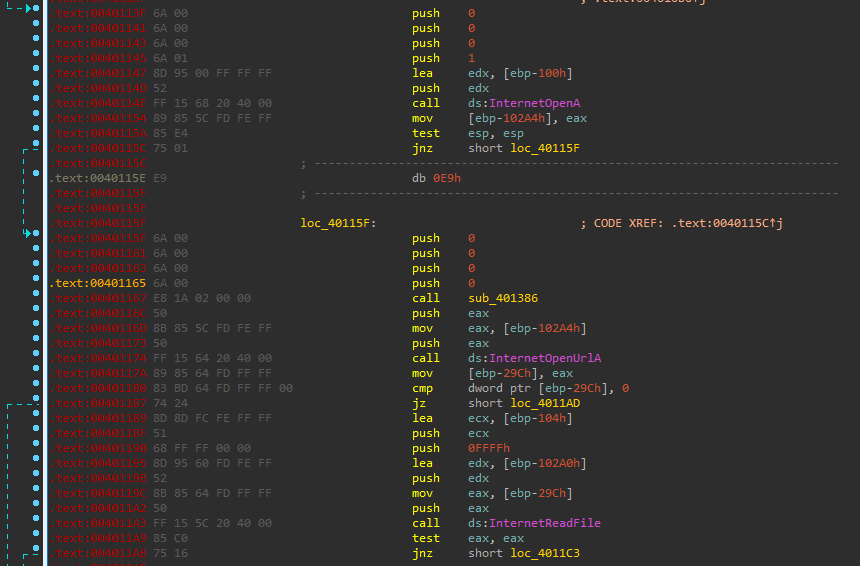 ; .text:004010B0↑j
.text:0040113F 6A 00 push 0
.text:00401141 6A 00 push 0
.text:00401143 6A 00 push 0
.text:00401145 6A 01 push 1
.text:00401147 8D 95 00 FF FF FF lea edx, [ebp-100h]
.text:0040114D 52 push edx
.text:0040114E FF 15 68 20 40 00 call ds:InternetOpenA
.text:00401154 89 85 5C FD FE FF mov [ebp-102A4h], eax
.text:0040115A 85 E4 test esp, esp
.text:0040115C 75 01 jnz short loc_40115F
.text:0040115C ; ---------------------------------------------------------------------------
.text:0040115E E9 db 0E9h
.text:0040115F ; ---------------------------------------------------------------------------
.text:0040115F
.text:0040115F loc_40115F: ; CODE XREF: .text:0040115C↑j
.text:0040115F 6A 00 push 0
.text:00401161 6A 00 push 0
.text:00401163 6A 00 push 0
.text:00401165 6A 00 push 0
.text:00401167 E8 1A 02 00 00 call sub_401386
.text:0040116C 50 push eax
.text:0040116D 8B 85 5C FD FE FF mov eax, [ebp-102A4h]
.text:00401173 50 push eax
.text:00401174 FF 15 64 20 40 00 call ds:InternetOpenUrlA
.text:0040117A 89 85 64 FD FF FF mov [ebp-29Ch], eax
.text:00401180 83 BD 64 FD FF FF 00 cmp dword ptr [ebp-29Ch], 0
.text:00401187 74 24 jz short loc_4011AD
.text:00401189 8D 8D FC FE FF FF lea ecx, [ebp-104h]
.text:0040118F 51 push ecx
.text:00401190 68 FF FF 00 00 push 0FFFFh
.text:00401195 8D 95 60 FD FE FF lea edx, [ebp-102A0h]
.text:0040119B 52 push edx
.text:0040119C 8B 85 64 FD FF FF mov eax, [ebp-29Ch]
.text:004011A2 50 push eax
.text:004011A3 FF 15 5C 20 40 00 call ds:InternetReadFile
.text:004011A9 85 C0 test eax, eax
.text:004011AB 75 16 jnz short loc_4011C3